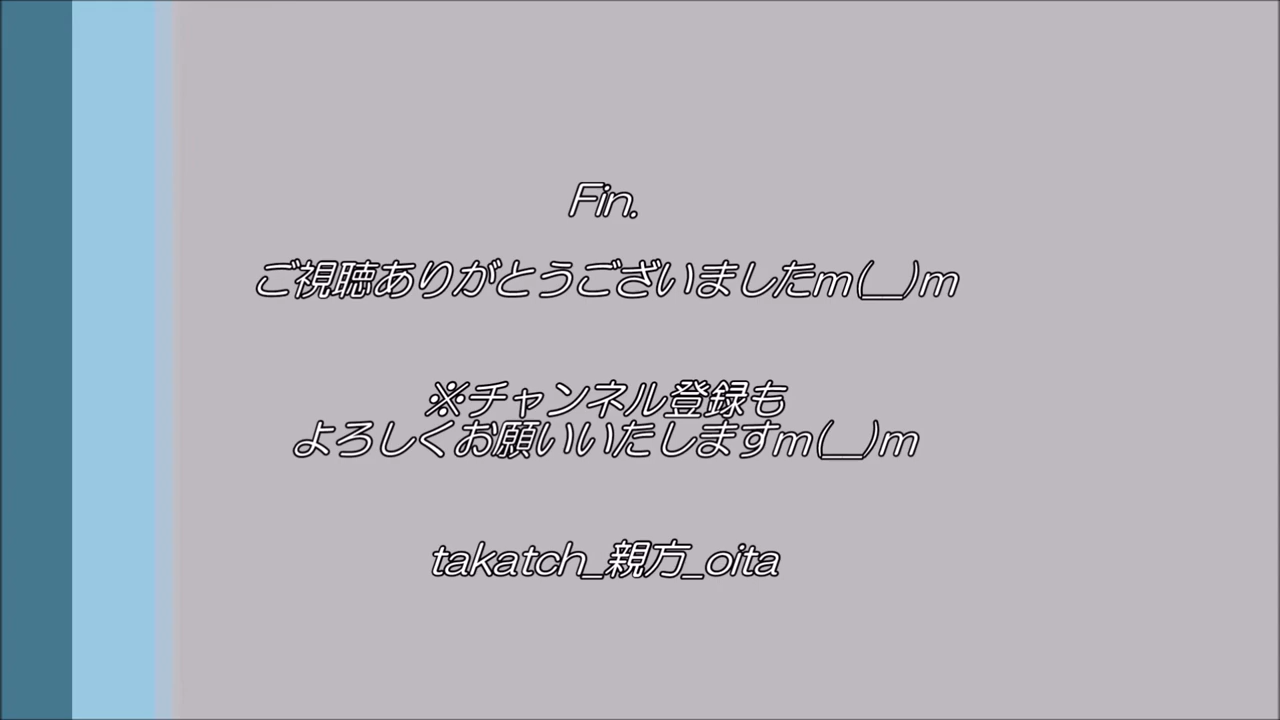 Fin.
ご視聴ありがとうございましたm(__)m
※チャンネル登録も
よろしくお願いいたしますm(__)m
takatch_親方_oita